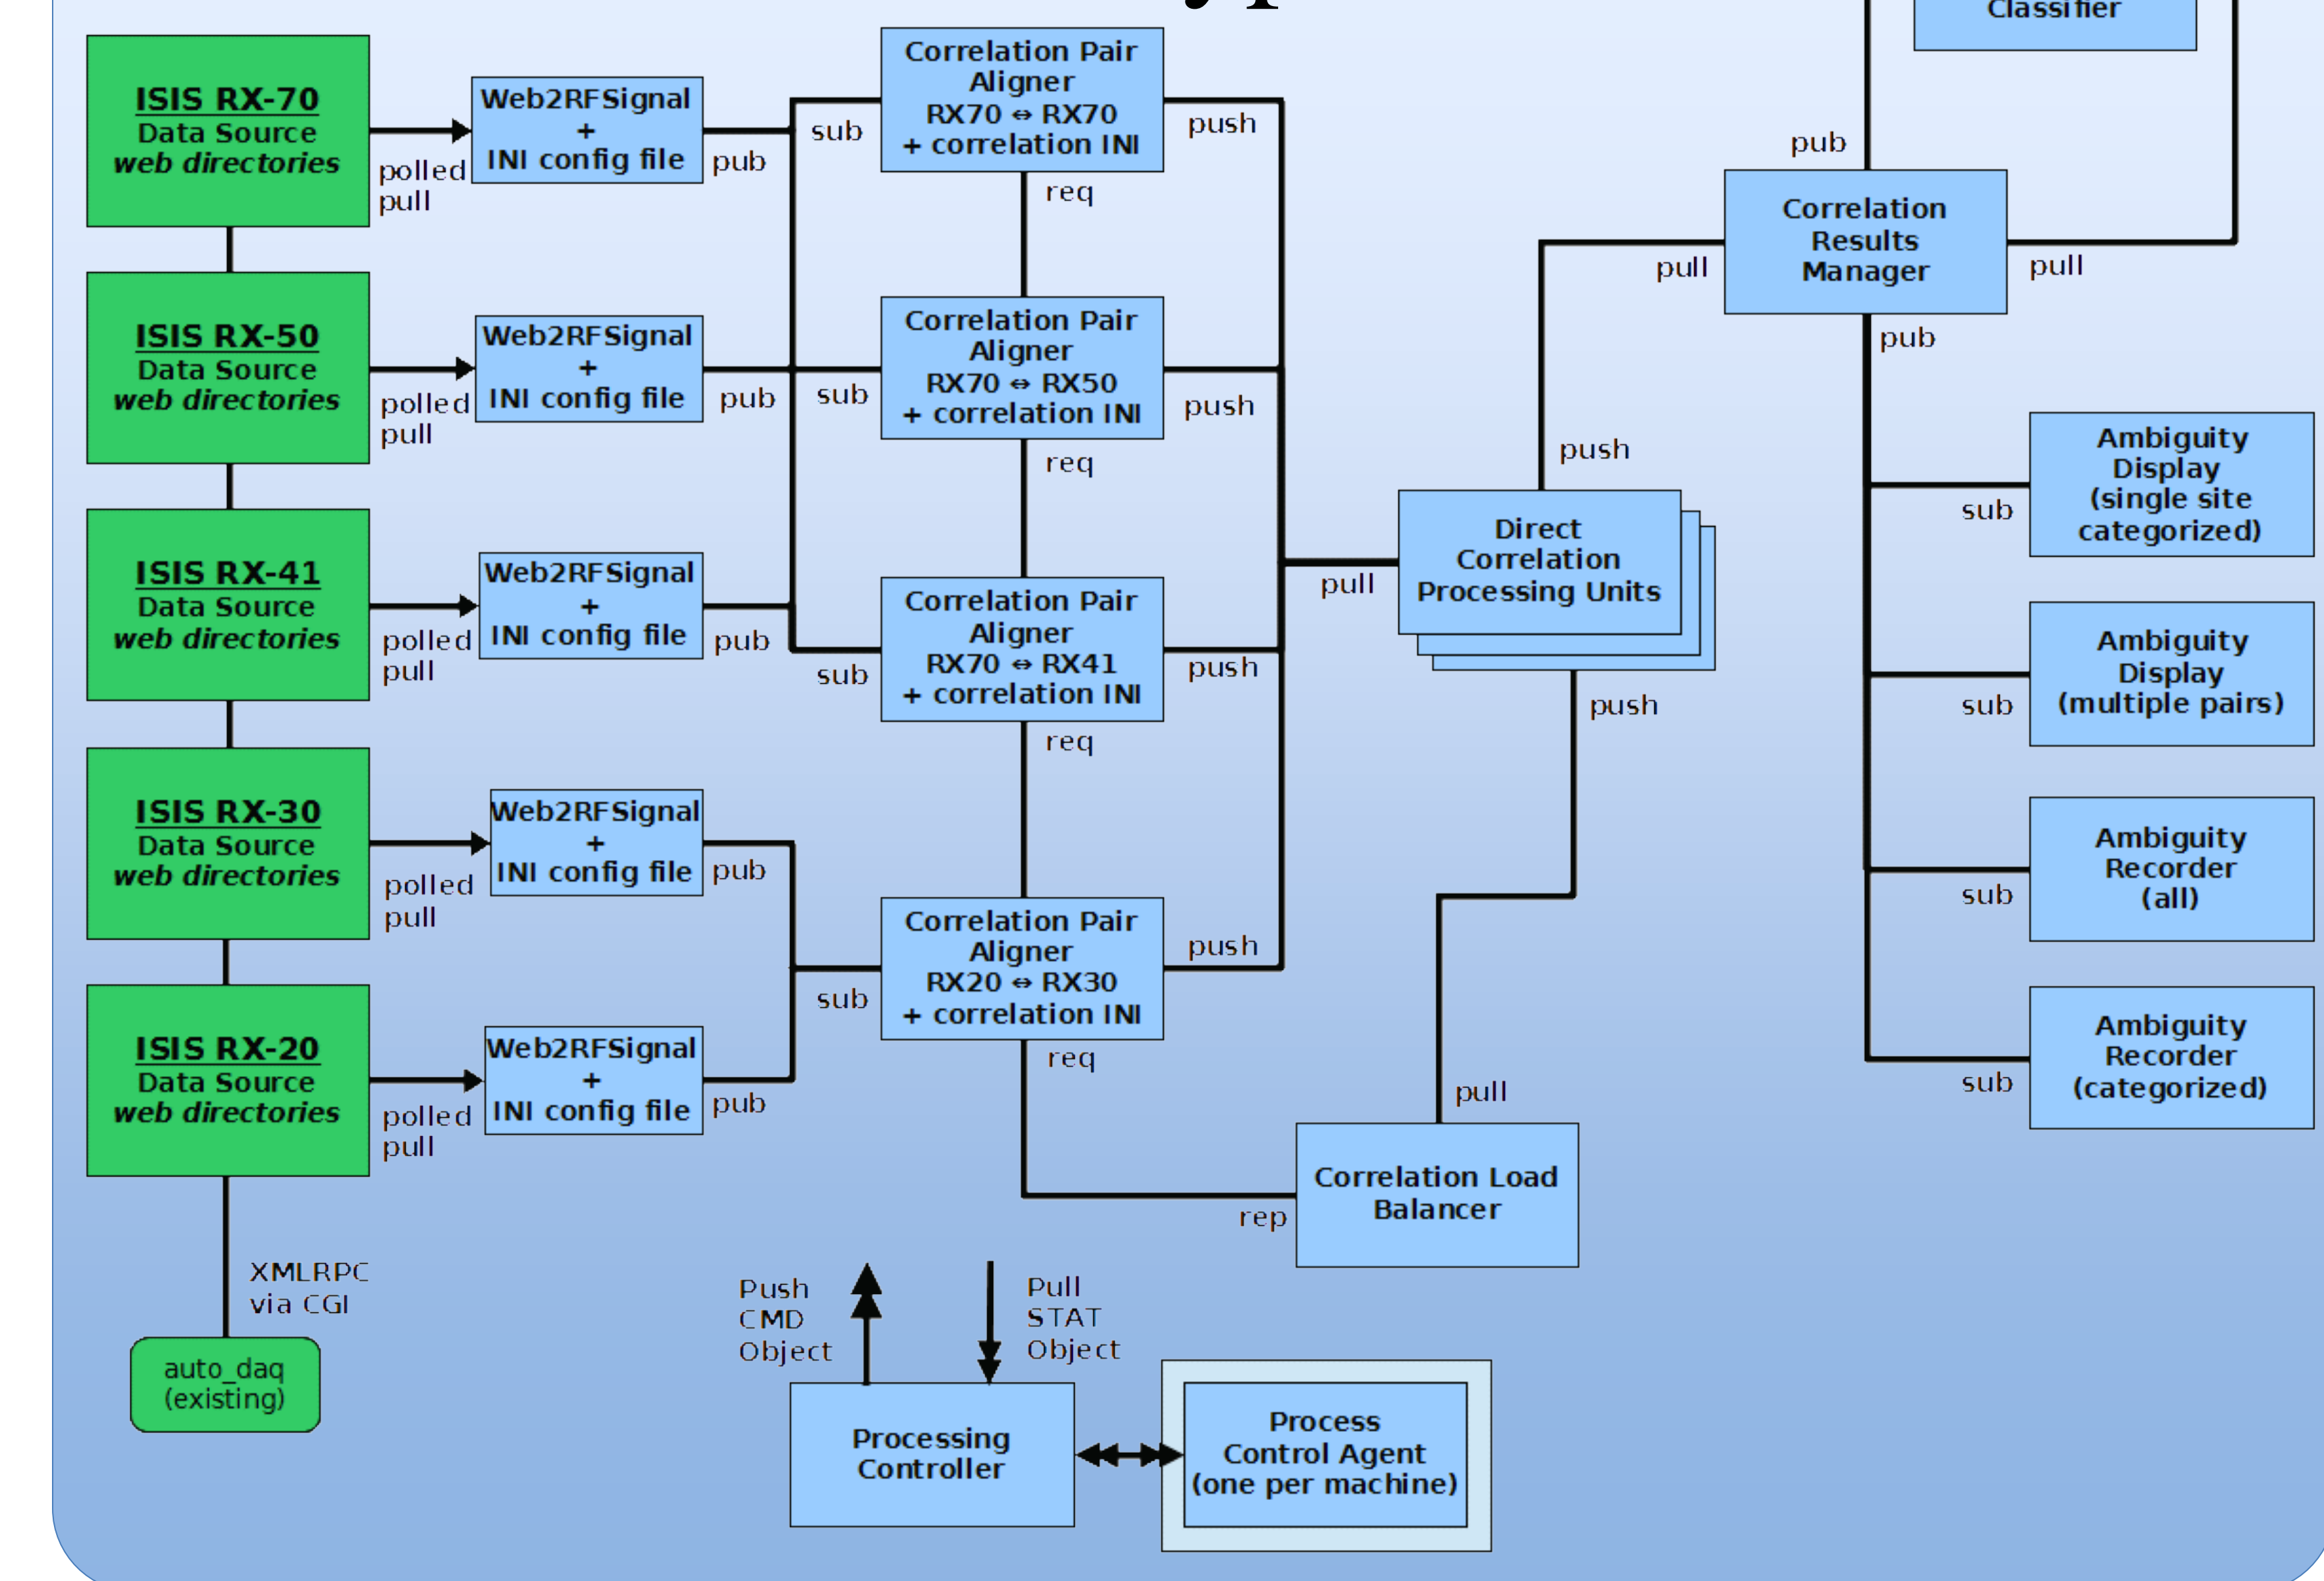 Classifier
ISIS RX-70
Data Source
web directories
polled
pull
Web2RFSignal
+
INI config file
pub
sub
Correlation Pair
Aligner
RX70 ⇔ RX70
+ correlation INI
push
req
ISIS RX-50
Data Source
web directories
polled
pull
Web2RFSignal
+
INI config file
pub
sub
Correlation Pair
Aligner
RX70 ⇔ RX50
+ correlation INI
push
req
ISIS RX-41
Data Source
web directories
polled
pull
Web2RFSignal
+
INI config file
pub
sub
Correlation Pair
Aligner
RX70 ⇔ RX41
+ correlation INI
push
req
ISIS RX-30
Data Source
web directories
polled
pull
Web2RFSignal
+
INI config file
pub
sub
Correlation Pair
Aligner
RX20 ⇔ RX30
+ correlation INI
push
req
ISIS RX-20
Data Source
web directories
polled
pull
Web2RFSignal
+
INI config file
pub
XMLRPC
via CGI
auto_daq
(existing)
pull
Direct
Correlation
Processing Units
push
push
pull
Correlation Load
Balancer
rep
pub
Correlation
Results
Manager
pull
pull
pub
sub
Ambiguity
Display
(single site
categorized)
sub
Ambiguity
Display
(multiple pairs)
sub
Ambiguity
Recorder
(all)
sub
Ambiguity
Recorder
(categorized)
Push
CMD
Object
Pull
STAT
Object
Processing
Controller
Process
Control Agent
(one per machine)